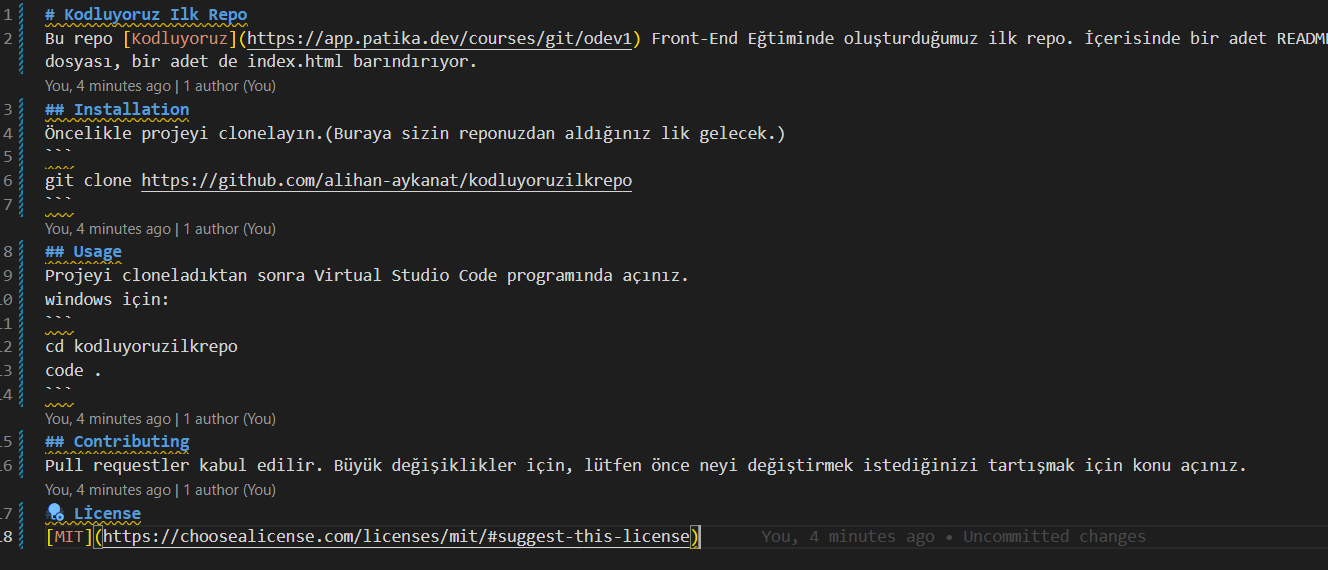 1 # Kodluyoruz Ilk Repo
2 Bu repo [Kodluyoruz](https://app.patika.dev/courses/git/odev1) Front-End Eğtiminde oluşturduğumuz ilk repo. İçerisinde bir adet README
dosyası, bir adet de index.html barındırıyor.
You, 4 minutes ago | 1 author (You)
3 ## Installation
4 Öncelikle projeyi clonelayın.(Buraya sizin reponuzdan aldığınız lik gelecek.)
5 ```
6 git clone https://github.com/alihan-aykanat/kodluyoruzilkrepo
7 ```
You, 4 minutes ago | 1 author (You)
8 ## Usage
9 Projeyi cloneladıktan sonra Virtual Studio Code programında açınız.
10 windows için:
11 ```
12 cd kodluyoruzilkrepo
13 code .
14 ```
You, 4 minutes ago | 1 author (You)
15 ## Contributing
16 Pull requestler kabul edilir. Büyük değişiklikler için, lütfen önce neyi değiştirmek istediğinizi tartışmak için konu açınız.
You, 4 minutes ago | 1 author (You)
17 License
18 [MIT](https://choosealicense.com/licenses/mit/#suggest-this-license) You, 4 minutes ago • Uncommitted changes